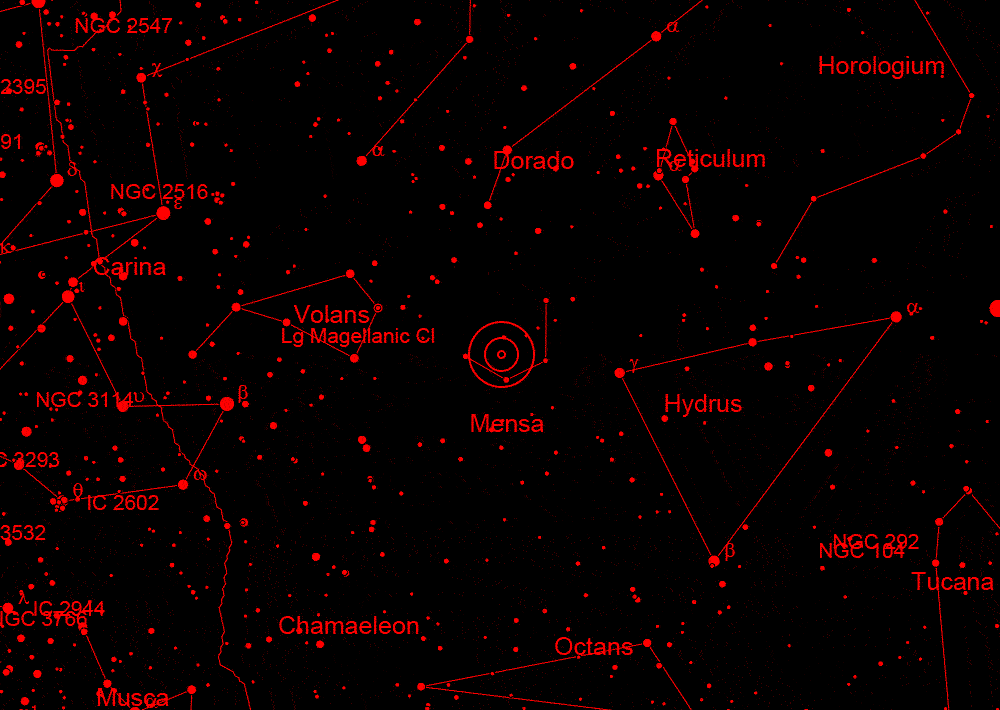 NGC 2547
α
χ
Horologium
2395
91
α
Dorado
Reticulum
α
δ
NGC 2516
ε
κ
Carina
ι
Volans
Lg Magellanic Cl
α
γ
NGC 3114
υ
β
Hydrus
Mensa
C 3293
ω
θ
IC 2602
3532
β
NGC 292
NGC 104
Tucana
λ
IC 2944
NGC 3766
Chamaeleon
Octans
Musca